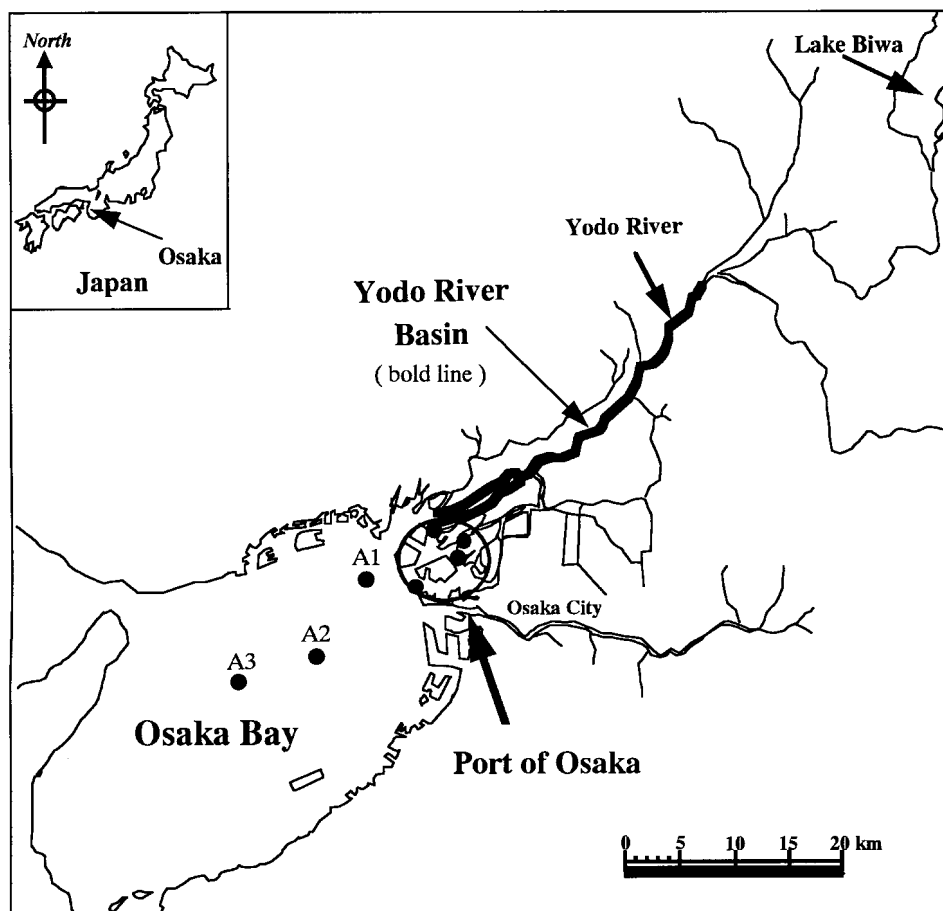 North
Osaka
Japan
Lake Biwa
Yodo River
Yodo River
Basin
( bold line )
A1
A2
A3
Osaka City
Osaka Bay
Port of Osaka
0 5 10 15 20 km